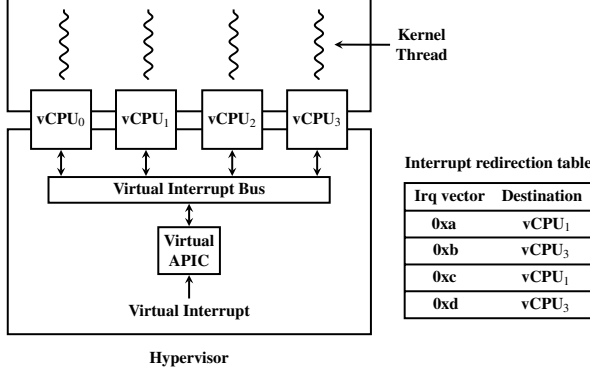 Kernel
Thread
vCPU₀ vCPU₁ vCPU₂ vCPU₃
Virtual Interrupt Bus
Virtual
APIC
Virtual Interrupt
Hypervisor
Interrupt redirection table
Irq vector Destination
0xa vCPU₁
0xb vCPU₃
0xc vCPU₁
0xd vCPU₃